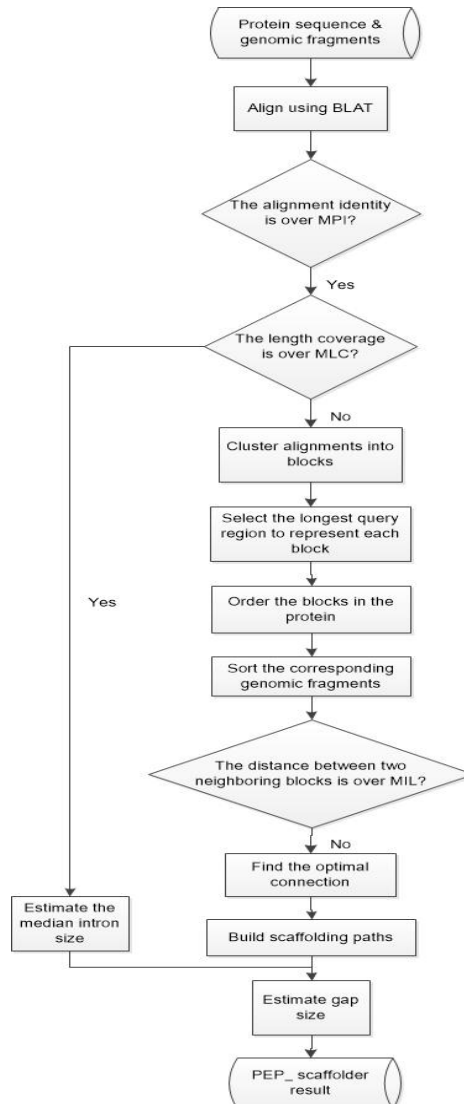 Protein sequence &
genomic fragments
Align using BLAT
The alignment identity
is over MPI?
Yes
The length coverage
is over MLC?
No
Cluster alignments into
blocks
Select the longest query
region to represent each
block
Yes
Order the blocks in the
protein
Sort the corresponding
genomic fragments
The distance between two
neighboring blocks is over MIL?
No
Find the optimal
connection
Estimate the
median intron
size
Build scaffolding paths
Estimate gap
size
PEP_ scaffolder
result